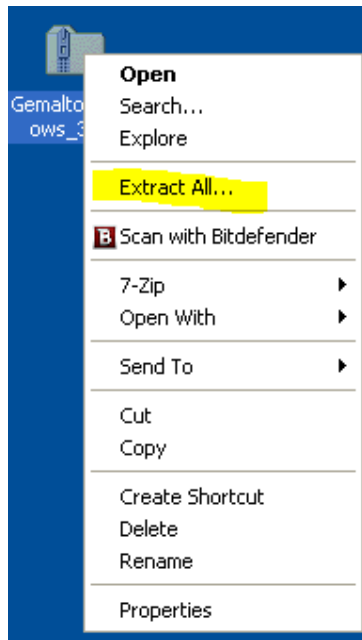 Gemalto
ows_3
Open
Search...
Explore
Extract All...
Scan with Bitdefender
7-Zip
Open With
Send To
Cut
Copy
Create Shortcut
Delete
Rename
Properties